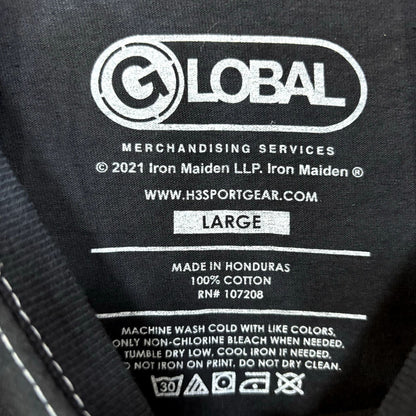 GLOBAL
MERCHANDISING SERVICES
© 2021 Iron Maiden LLP. Iron Maiden ®
WWW.H3SPORTGEAR.COM
LARGE
MADE IN HONDURAS
100% COTTON
RN# 107208
MACHINE WASH COLD WITH LIKE COLORS,
ONLY NON-CHLORINE BLEACH WHEN NEEDED,
TUMBLE DRY LOW, COOL IRON IF NEEDED
DO NOT IRON ON PRINT, DO NOT DRY CLEAN.
30